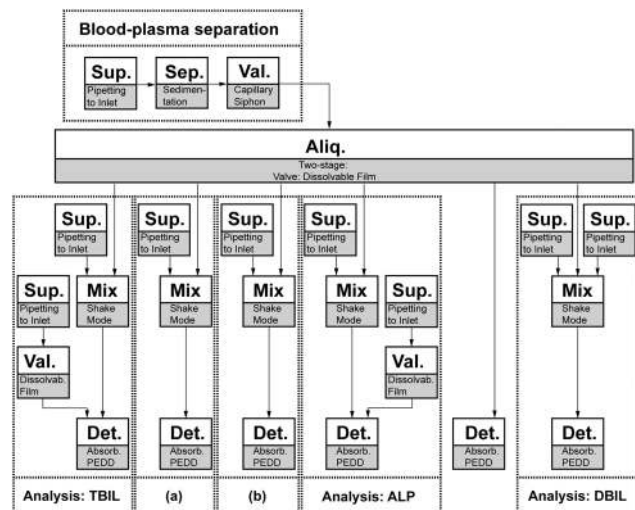 Blood-plasma separation
Sup. Sep. Val.
Pipetting Sedimen- Capillary
to Inlet tation Siphon
Aliq.
Two-stage:
Valve: Dissolvable Film
Sup. Sup. Sup. Sup. Sup. Sup.
Pipetting Pipetting Pipetting Pipetting Pipetting Pipetting
to Inlet to Inlet to Inlet to Inlet to Inlet to Inlet
Sup. Mix Mix Mix Mix Sup. Mix
Pipetting Shake Shake Shake Shake Pipetting Shake
to Inlet Mode Mode Mode Mode to Inlet Mode
Val. Val.
Dissolvab. Dissolvab.
Film Film
Det. Det. Det. Det. Det. Det.
Absorb. Absorb. Absorb. Absorb. Absorb. Absorb.
PEDD PEDD PEDD PEDD PEDD PEDD
Analysis: TBIL (a) (b) Analysis: ALP Analysis: DBIL